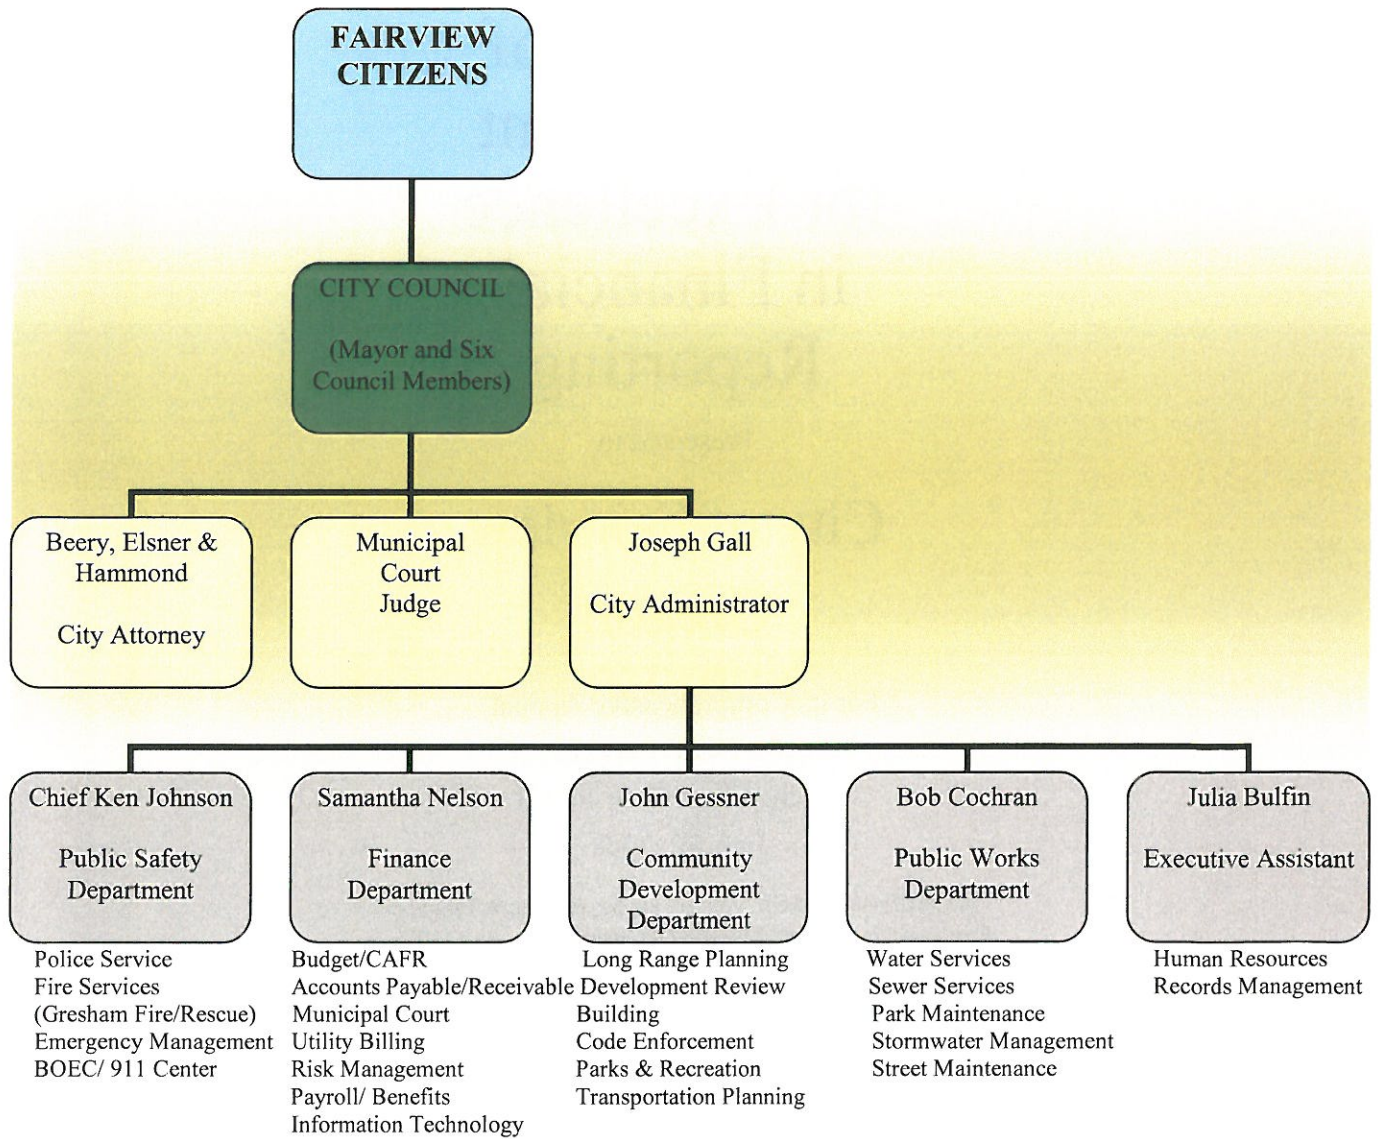 FAIRVIEW
CITIZENS
CITY COUNCIL
(Mayor and Six
Council Members)
Beery, Elsner &
Hammond
City Attorney
Municipal
Court
Judge
Joseph Gall
City Administrator
Chief Ken Johnson
Public Safety
Department
Samantha Nelson
Finance
Department
John Gessner
Community
Development
Department
Bob Cochran
Public Works
Department
Julia Bulfin
Executive Assistant
Police Service
Fire Services
(Gresham Fire/Rescue)
Emergency Management
BOEC/ 911 Center
Budget/CAFR
Accounts Payable/Receivable
Municipal Court
Utility Billing
Risk Management
Payroll/ Benefits
Information Technology
Long Range Planning
Development Review
Building
Code Enforcement
Parks & Recreation
Transportation Planning
Water Services
Sewer Services
Park Maintenance
Stormwater Management
Street Maintenance
Human Resources
Records Management